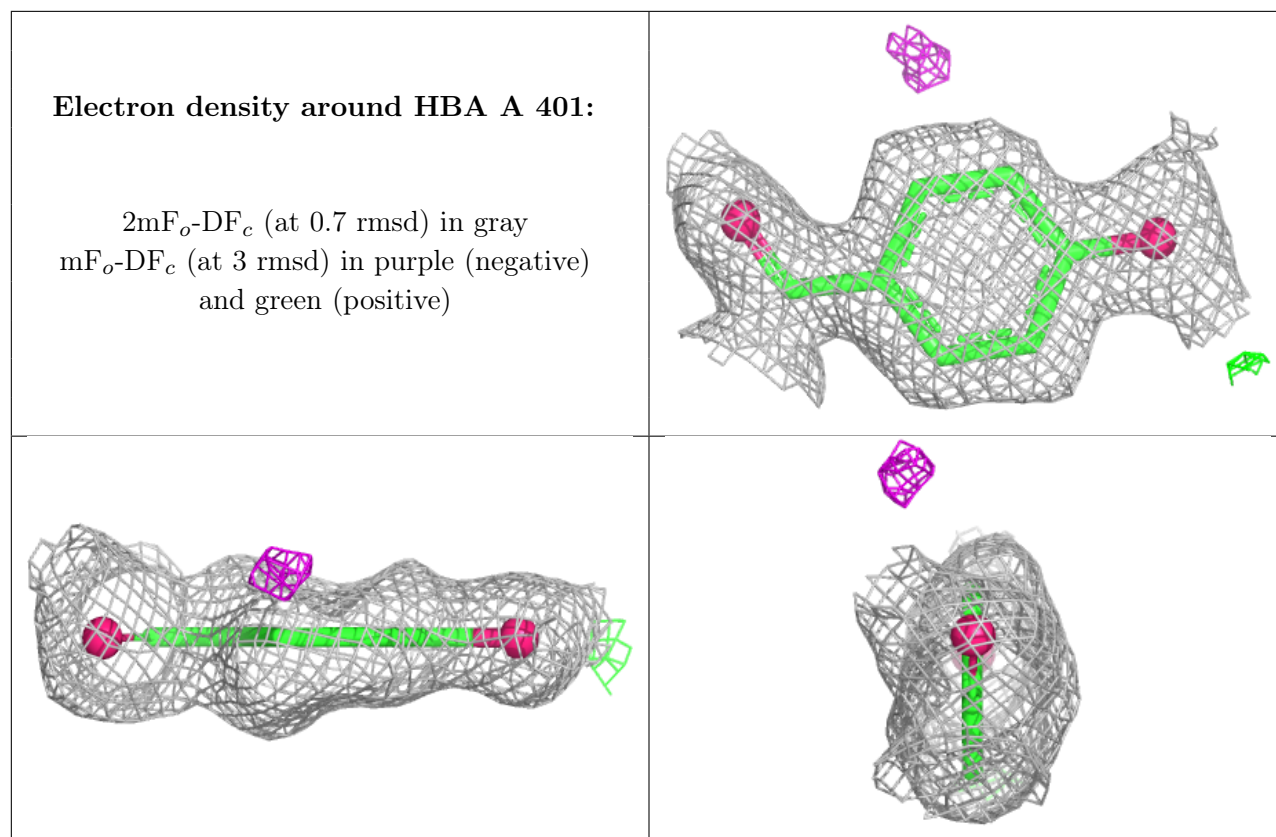 Electron density around HBA A 401:
2mFₒ-DF𝒸 (at 0.7 rmsd) in gray
mFₒ-DF𝒸 (at 3 rmsd) in purple (negative)
and green (positive)